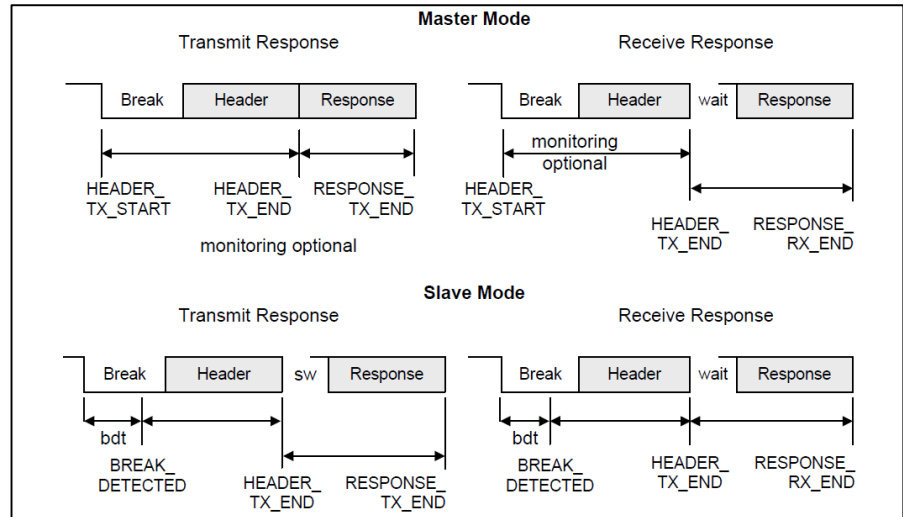 Master Mode
Transmit Response
Receive Response
Break Header Response
Break Header wait Response
monitoring
optional
HEADER_
TX_START
HEADER_
TX_END
RESPONSE_
TX_END
HEADER_
TX_START
monitoring optional
HEADER_
TX_END
RESPONSE_
RX_END
Slave Mode
Transmit Response
Receive Response
Break Header sw Response
Break Header wait Response
bdt
bdt
BREAK_
DETECTED
HEADER_
TX_END
RESPONSE_
TX_END
BREAK_
DETECTED
HEADER_
TX_END
RESPONSE_
RX_END